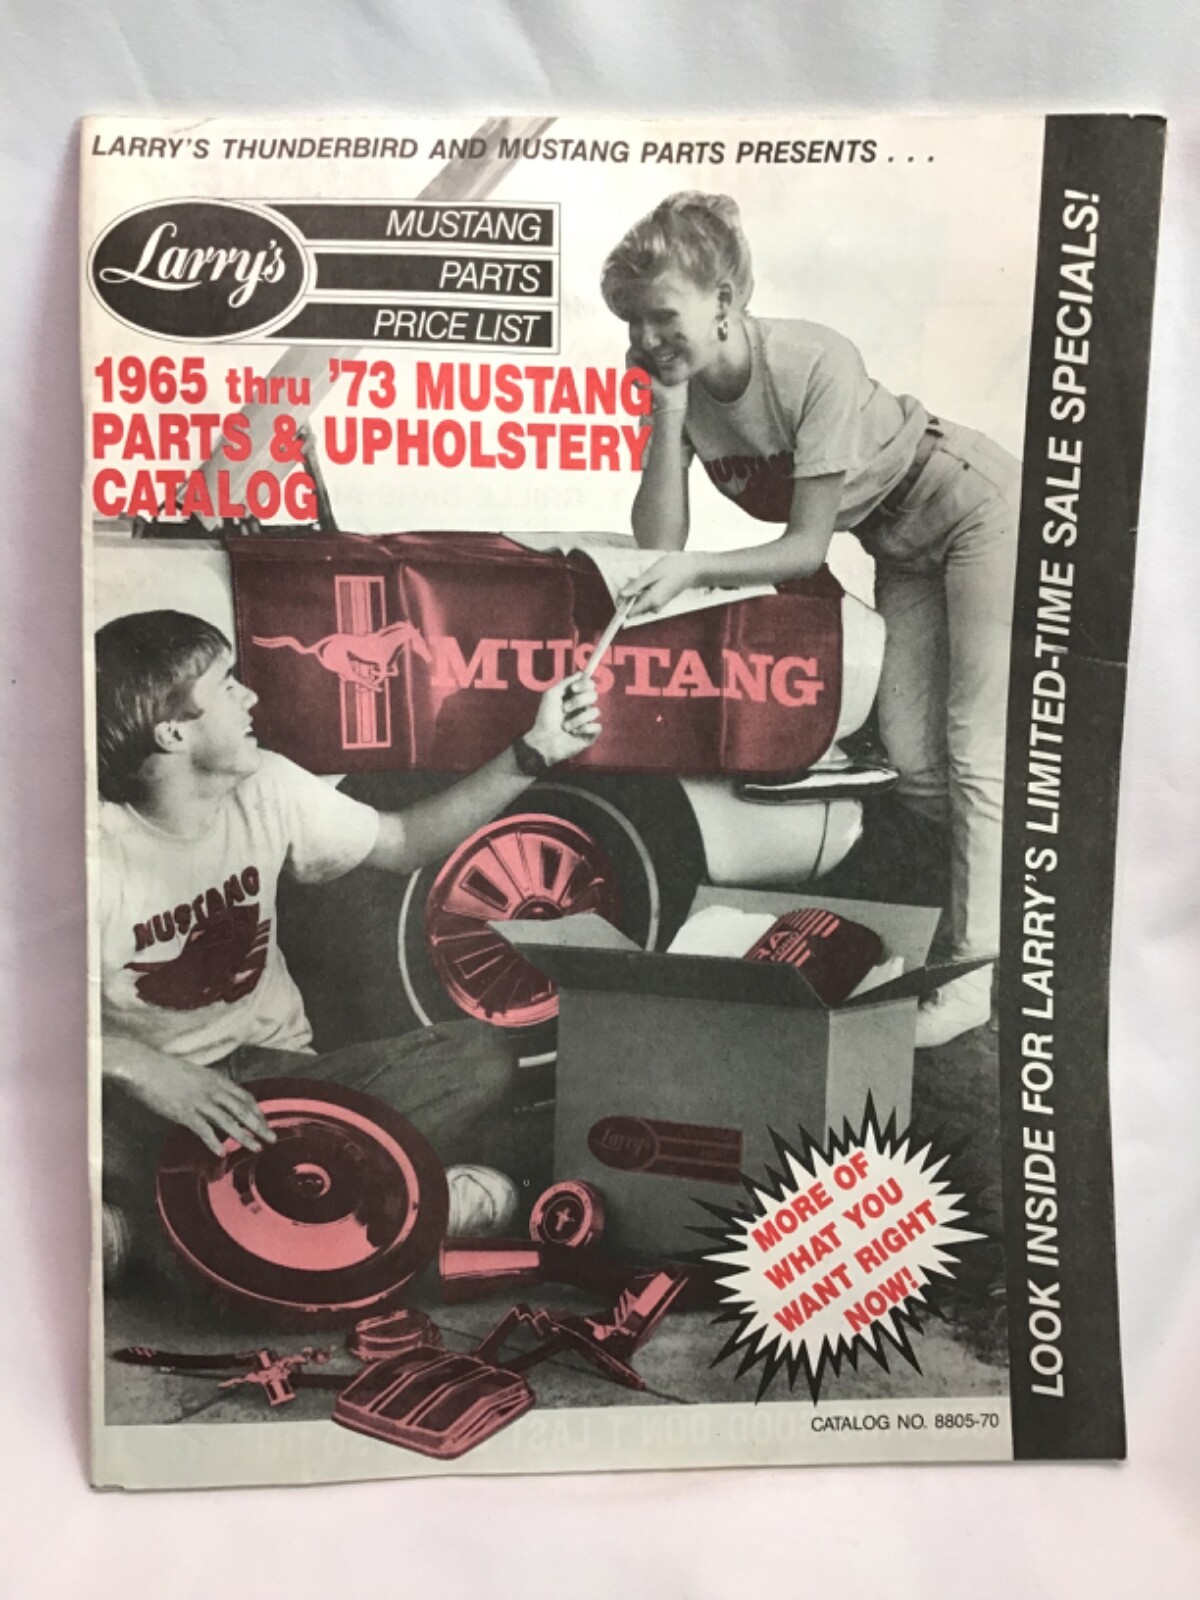 LARRY'S THUNDERBIRD AND MUSTANG PARTS PRESENTS . . .
Larry's
MUSTANG
PARTS
PRICE LIST
1965 thru '73 MUSTANG
PARTS & UPHOLSTERY
CATALOG
MUSTANG
MUSTANG
MUSTANG
Larry's
MORE OF
WHAT YOU
WANT RIGHT
NOW!
CATALOG NO. 8805-70
LOOK INSIDE FOR LARRY'S LIMITED-TIME SALE SPECIALS!